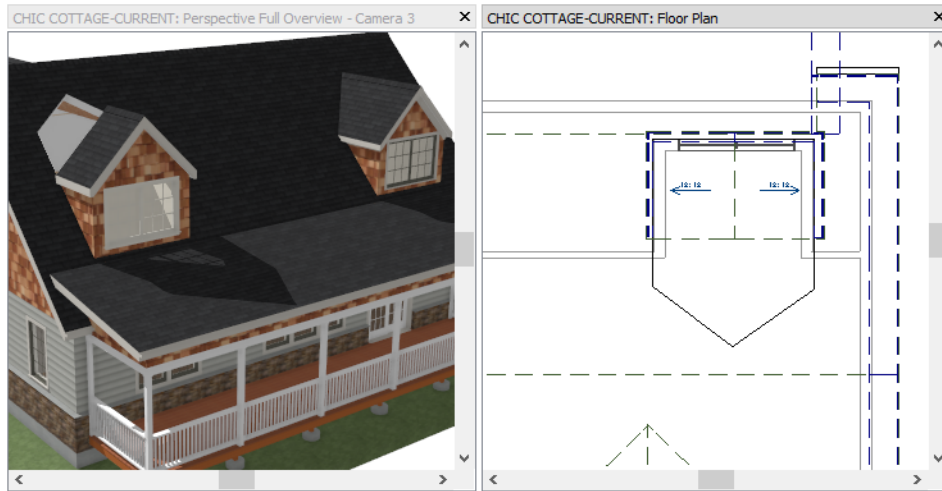 CHIC COTTAGE-CURRENT: Perspective Full Overview - Camera 3
CHIC COTTAGE-CURRENT: Floor Plan
12:12 12:12